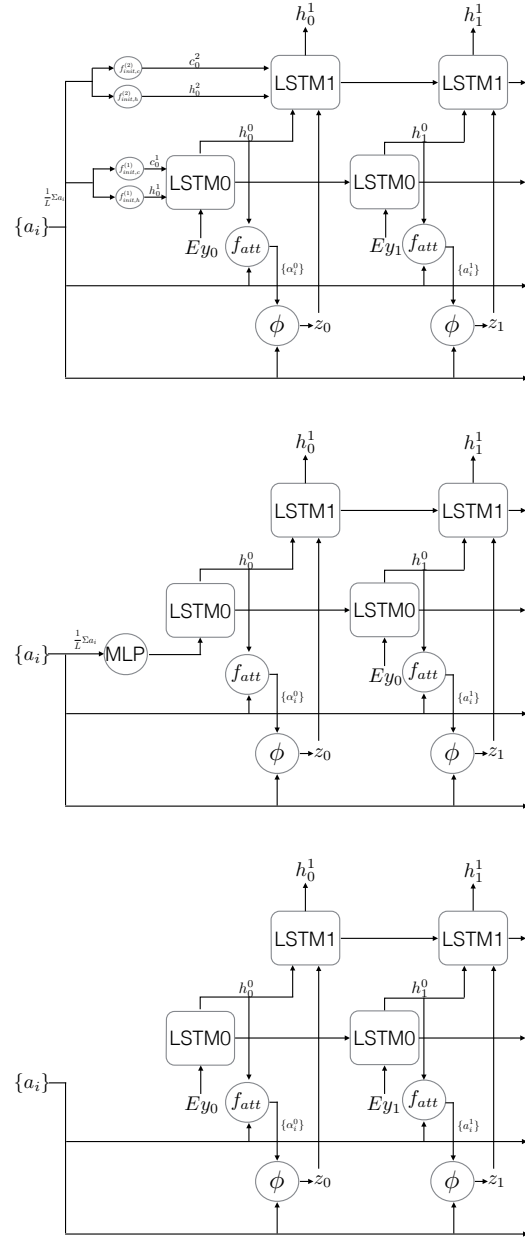 h_0^1 h_1^1
f_{init,c}^{(2)} c_0^2 LSTM1 LSTM1
f_{init,h}^{(2)} h_0^2
h_0^0 h_1^0
f_{init,c}^{(1)} c_0^1 LSTM0 LSTM0
\frac{1}{L}Σa_i f_{init,h}^{(1)} h_0^1
{a_i} Ey_0 f_{att} Ey_1 f_{att}
{α_i^0} {a_i^1}
ϕ z_0 ϕ z_1
h_0^1 h_1^1
LSTM1 LSTM1
h_0^0 h_1^0
LSTM0 LSTM0
{a_i} \frac{1}{L}Σa_i MLP f_{att} Ey_0 f_{att}
{α_i^0} {a_i^1}
ϕ z_0 ϕ z_1
h_0^1 h_1^1
LSTM1 LSTM1
h_0^0 h_1^0
LSTM0 LSTM0
{a_i} Ey_0 f_{att} Ey_1 f_{att}
{α_i^0} {a_i^1}
ϕ z_0 ϕ z_1